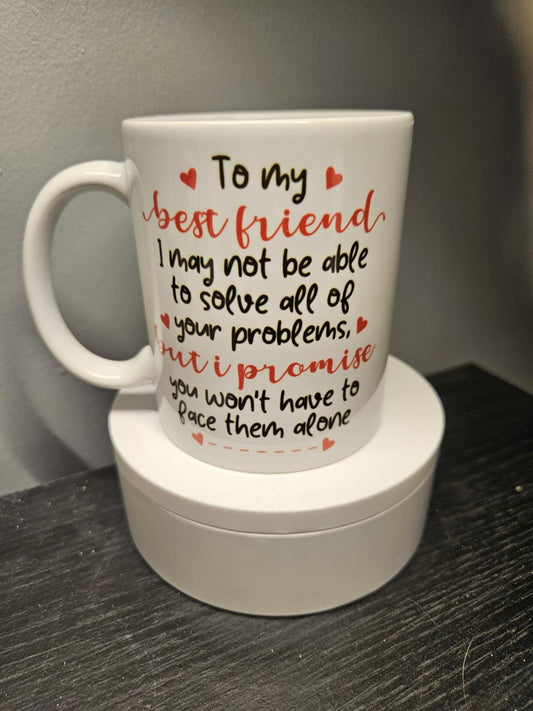 To my
best friend
I may not be able
to solve all of
your problems,
but i promise
you won't have to
face them alone